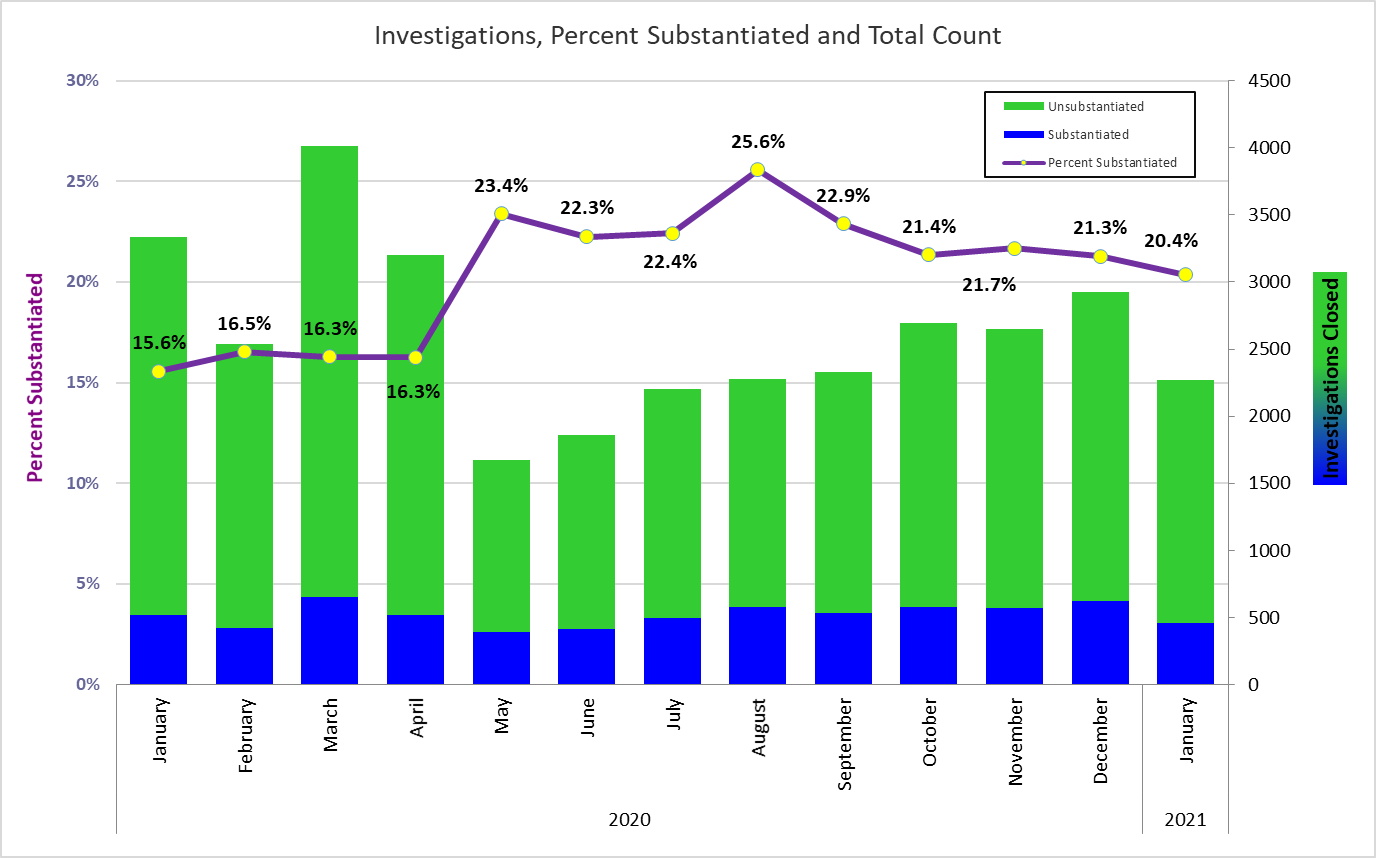 Investigations, Percent Substantiated and Total Count
30%
25%
20%
15%
10%
5%
0%
Percent Substantiated
4500
4000
3500
3000
2500
2000
1500
1000
500
0
Investigations Closed
Unsubstantiated
Substantiated
Percent Substantiated
15.6%
16.5%
16.3%
16.3%
23.4%
22.3%
22.4%
25.6%
22.9%
21.4%
21.7%
21.3%
20.4%
January
February
March
April
May
June
July
August
September
October
November
December
January
2020
2021